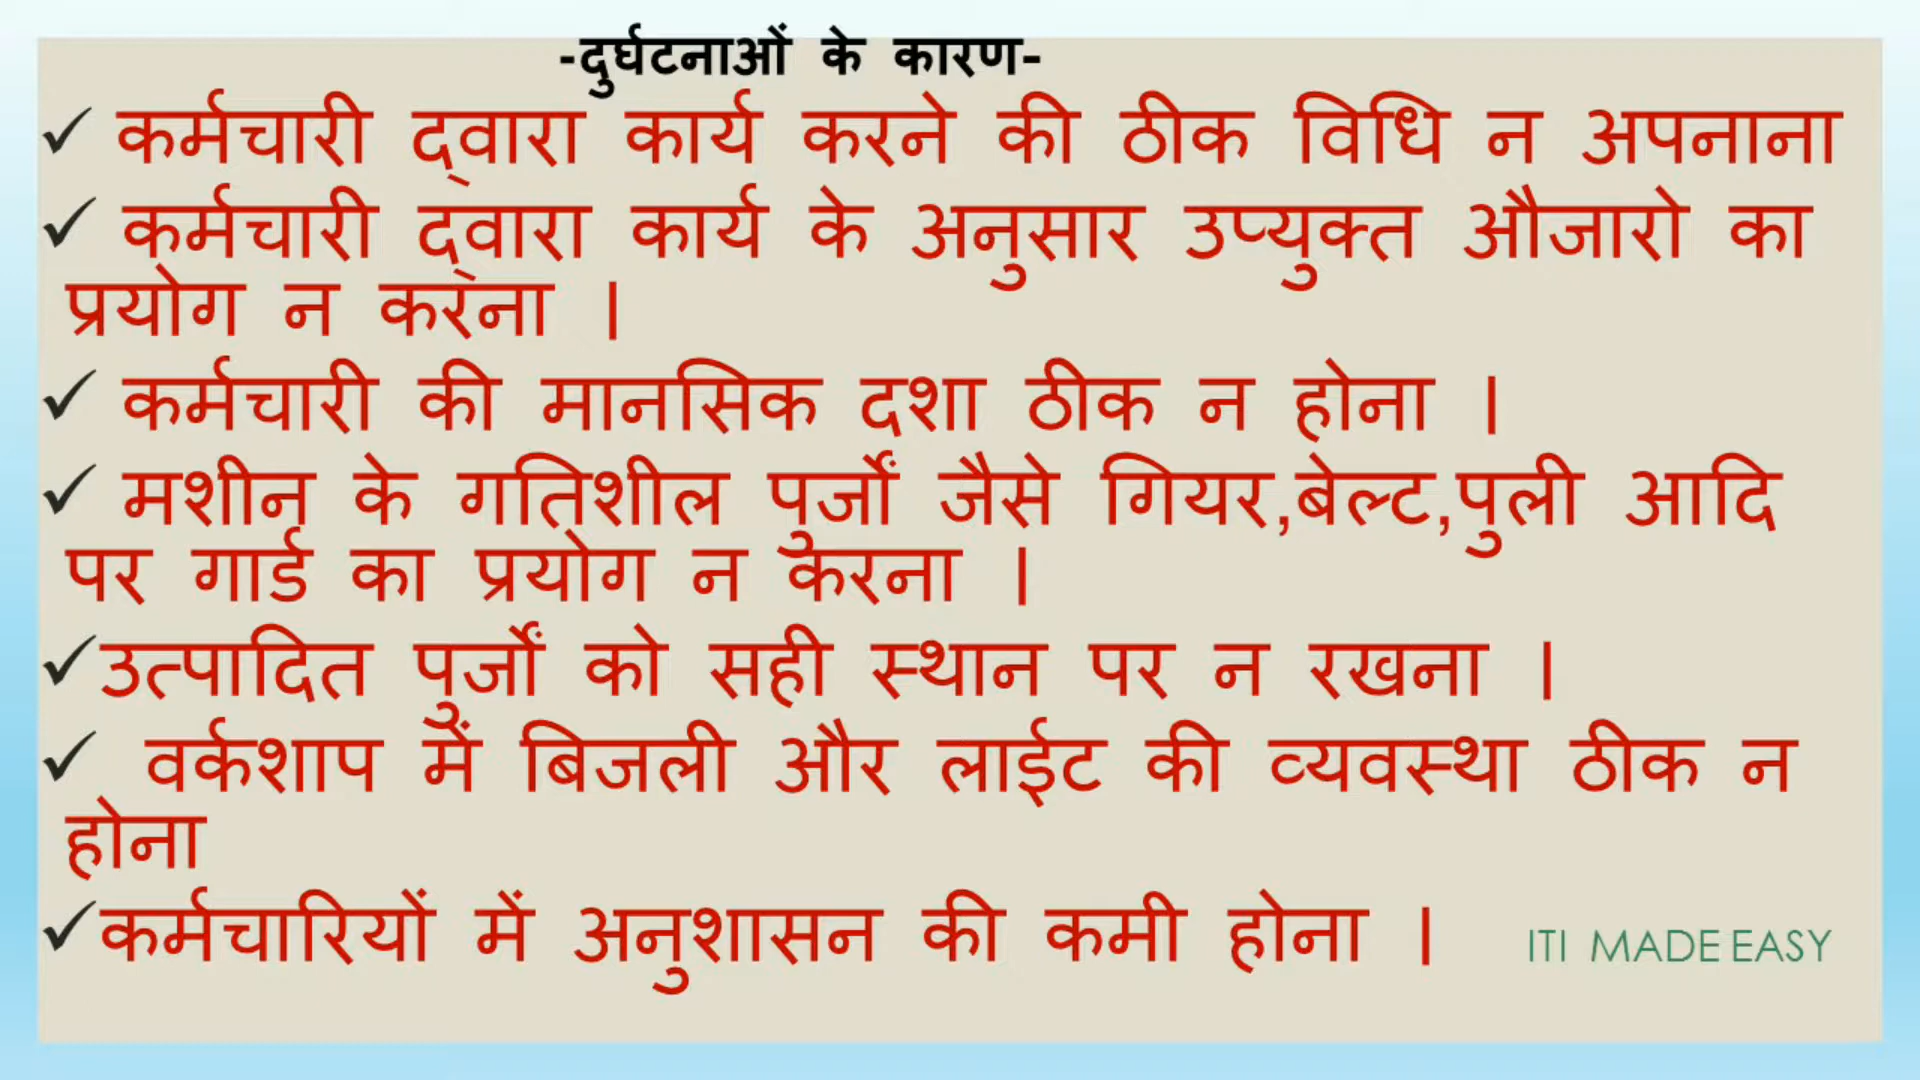 -दुर्घटनाओं के कारण-
✓ कर्मचारी द्वारा कार्य करने की ठीक विधि न अपनाना
✓ कर्मचारी द्वारा कार्य के अनुसार उप्युक्त औजारो का
प्रयोग न करना ।
✓ कर्मचारी की मानसिक दशा ठीक न होना ।
✓ मशीन के गतिशील पुर्जों जैसे गियर,बेल्ट,पुली आदि
पर गार्ड का प्रयोग न करना ।
✓उत्पादित पुर्जों को सही स्थान पर न रखना ।
✓ वर्कशाप में बिजली और लाईट की व्यवस्था ठीक न
होना
✓कर्मचारियों में अनुशासन की कमी होना ।
ITI MADE EASY